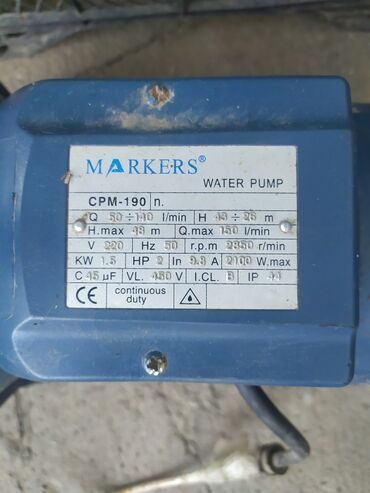 MARKERS®
WATER PUMP
CPM-190 n.
Q 50÷140 l/min H 43÷26 m
H.max 48 m Q.max 150 l/min
V 220 Hz 50 r.p.m 2850 r/min
KW 1.5 HP 2 In 9.3 A 2100 W.max
C 45 µF VL. 450 V I.CL. B IP 44
CE continuous duty